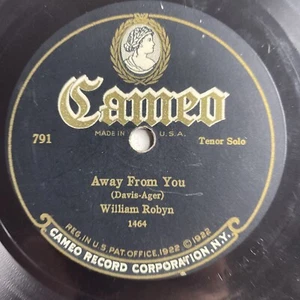 Cameo
MADE IN U.S.A.
791
Tenor Solo
Away From You
(Davis-Ager)
William Robyn
1464
REG. IN U.S. PAT. OFFICE, 1922 © 1922
CAMEO RECORD CORPORATION, N.Y.